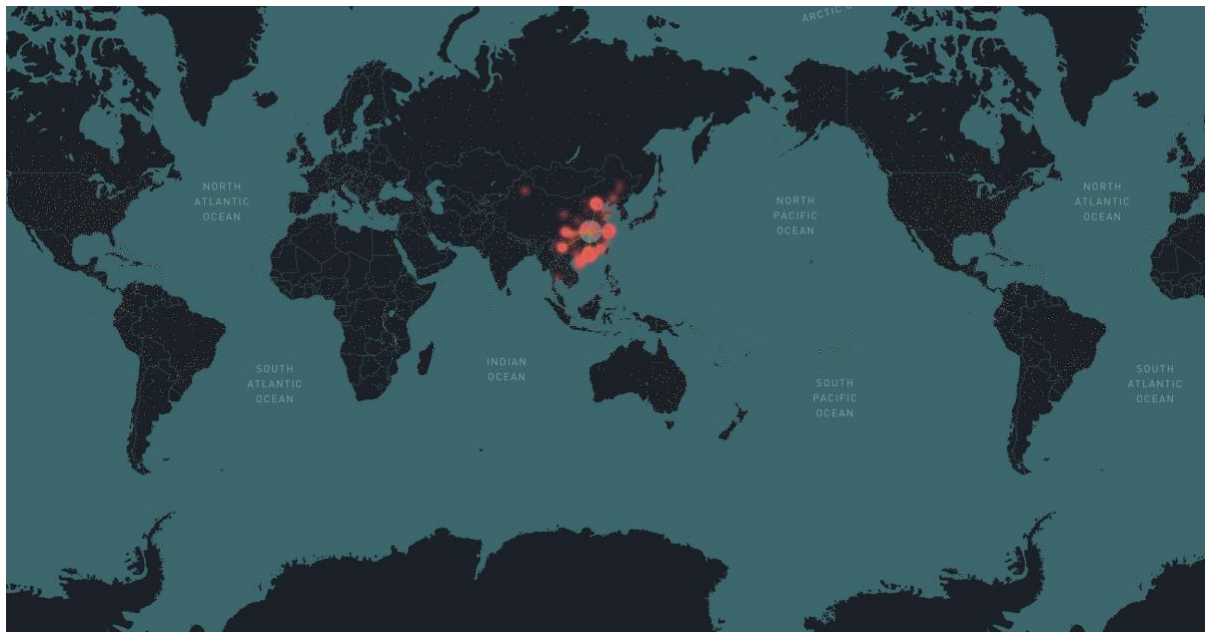 ARCTIC
NORTH
ATLANTIC
OCEAN
NORTH
PACIFIC
OCEAN
NORTH
ATLANTIC
OCEAN
INDIAN
OCEAN
SOUTH
ATLANTIC
OCEAN
SOUTH
PACIFIC
OCEAN
SOUTH
ATLANTIC
OCEAN